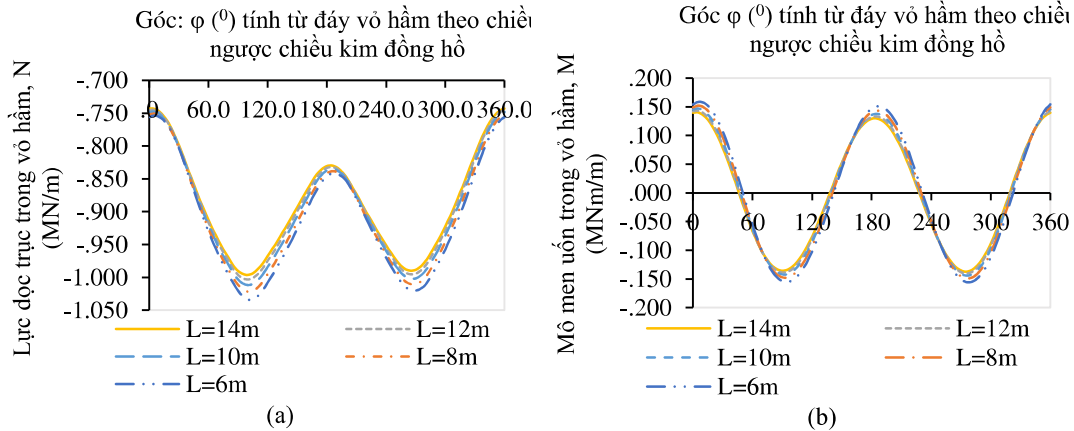 Góc: φ (⁰) tính từ đáy vỏ hầm theo chiều
ngược chiều kim đồng hồ
Lực dọc trục trong vỏ hầm, N
(MN/m)
-.700
-.750
-.800
-.850
-.900
-.950
-1.000
-1.050
.0 60.0 120.0 180.0 240.0 300.0 360.0
L=14m L=12m
L=10m L=8m
L=6m
(a)
Góc φ (⁰) tính từ đáy vỏ hầm theo chiều
ngược chiều kim đồng hồ
Mô men uốn trong vỏ hầm, M
(MNm/m)
.200
.150
.100
.050
.000
-.050
-.100
-.150
-.200
0 60 120 180 240 300 360
L=14m L=12m
L=10m L=8m
L=6m
(b)